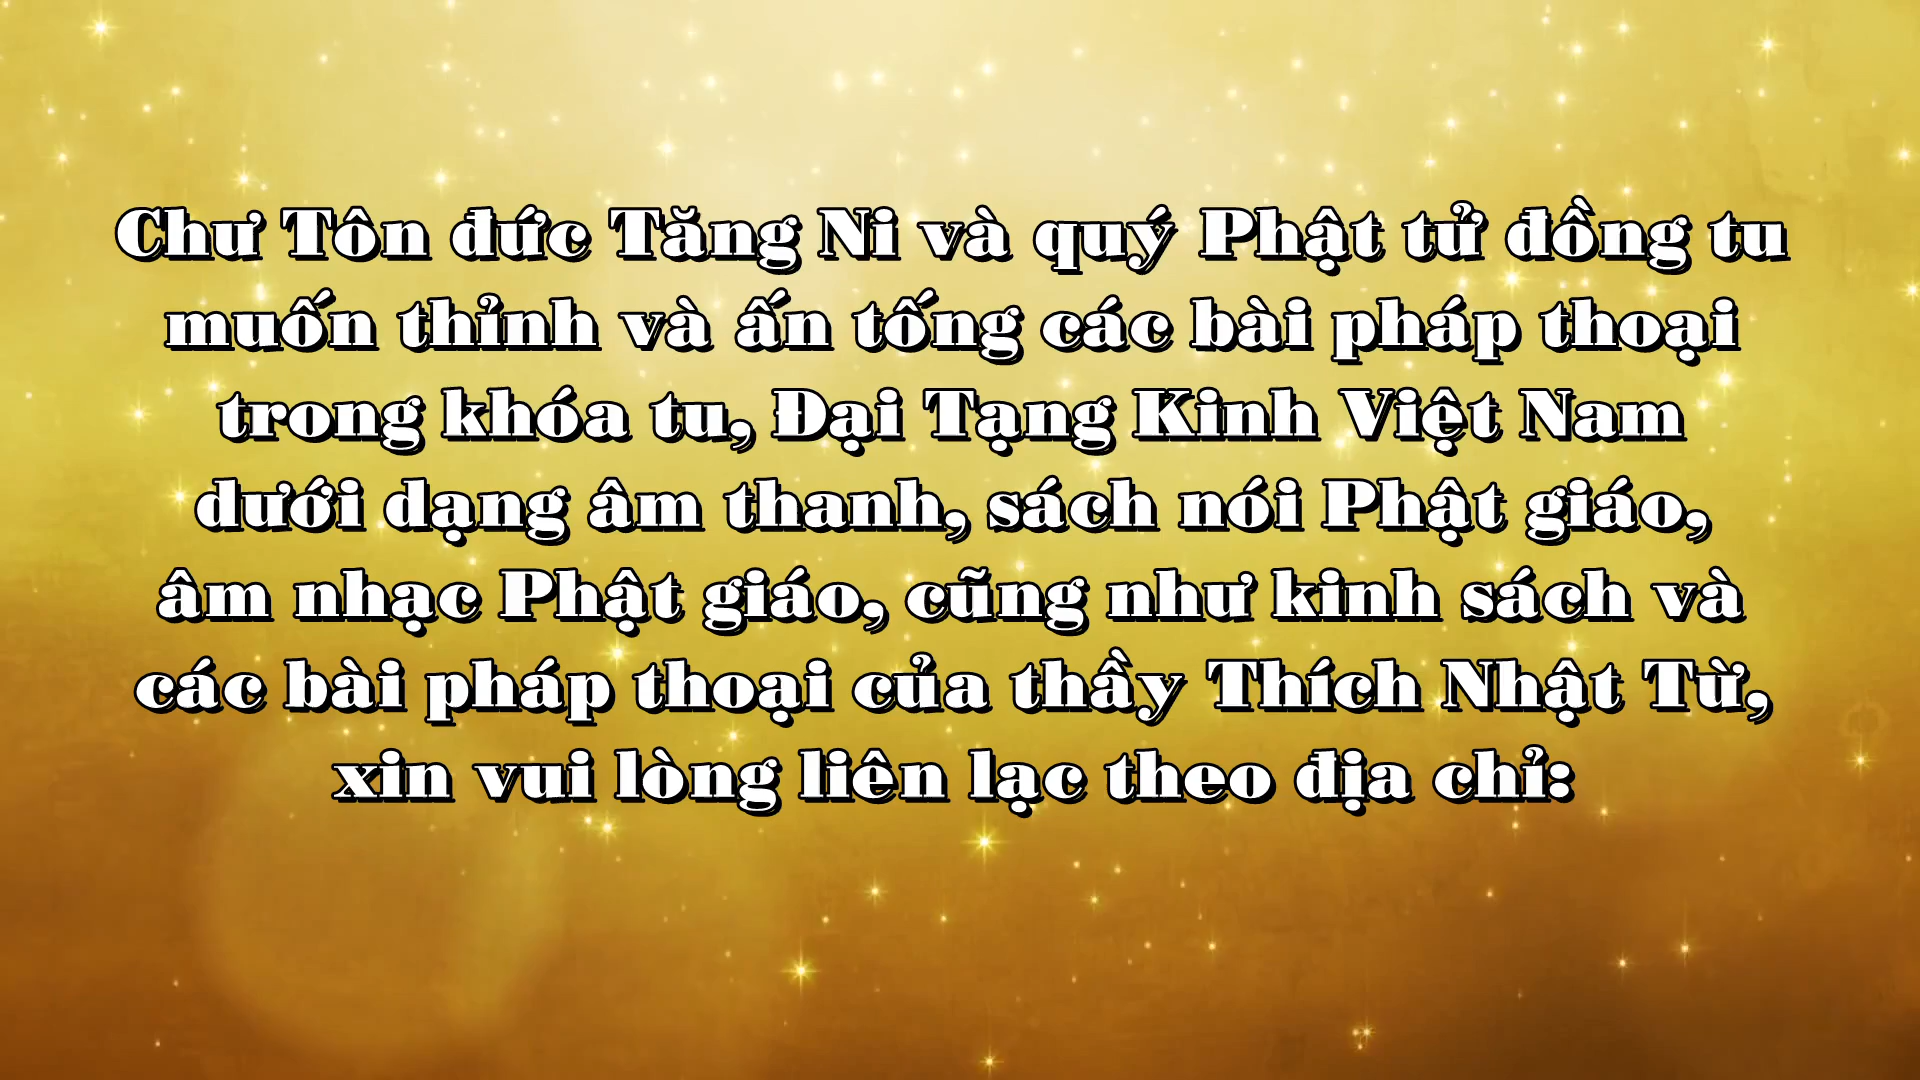 Chư Tôn đức Tăng Ni và quý Phật tử đồng tu
muốn thỉnh và ấn tống các bài pháp thoại
trong khóa tu, Đại Tạng Kinh Việt Nam
dưới dạng âm thanh, sách nói Phật giáo,
âm nhạc Phật giáo, cũng như kinh sách và
các bài pháp thoại của thầy Thích Nhật Từ,
xin vui lòng liên lạc theo địa chỉ: